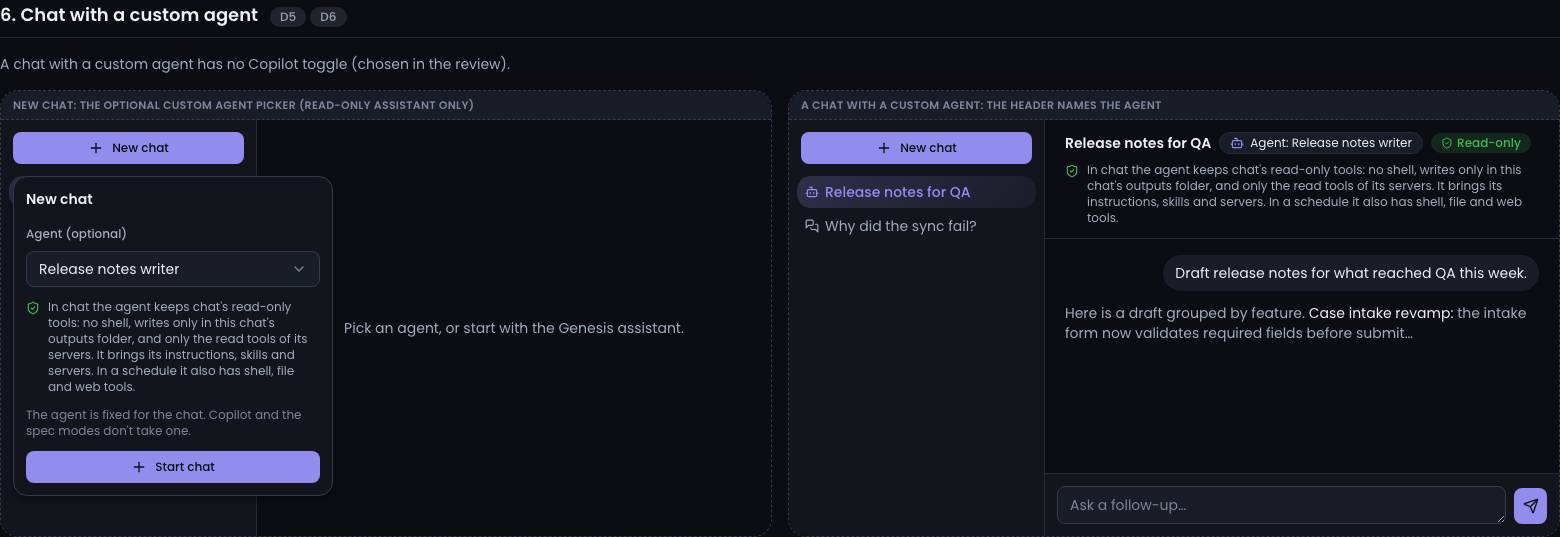 6. Chat with a custom agent D5 D6
A chat with a custom agent has no Copilot toggle (chosen in the review).
NEW CHAT: THE OPTIONAL CUSTOM AGENT PICKER (READ-ONLY ASSISTANT ONLY)
New chat
New chat
Agent (optional)
Release notes writer
In chat the agent keeps chat's read-only
tools: no shell, writes only in this chat's
outputs folder, and only the read tools of its
servers. It brings its instructions, skills and
servers. In a schedule it also has shell, file
and web tools.
The agent is fixed for the chat. Copilot and the
spec modes don't take one.
Start chat
Pick an agent, or start with the Genesis assistant.
A CHAT WITH A CUSTOM AGENT: THE HEADER NAMES THE AGENT
New chat
Release notes for QA
Why did the sync fail?
Release notes for QA Agent: Release notes writer Read-only
In chat the agent keeps chat's read-only tools: no shell, writes only in this
chat's outputs folder, and only the read tools of its servers. It brings its
instructions, skills and servers. In a schedule it also has shell, file and web
tools.
Draft release notes for what reached QA this week.
Here is a draft grouped by feature. Case intake revamp: the intake
form now validates required fields before submit…
Ask a follow-up…